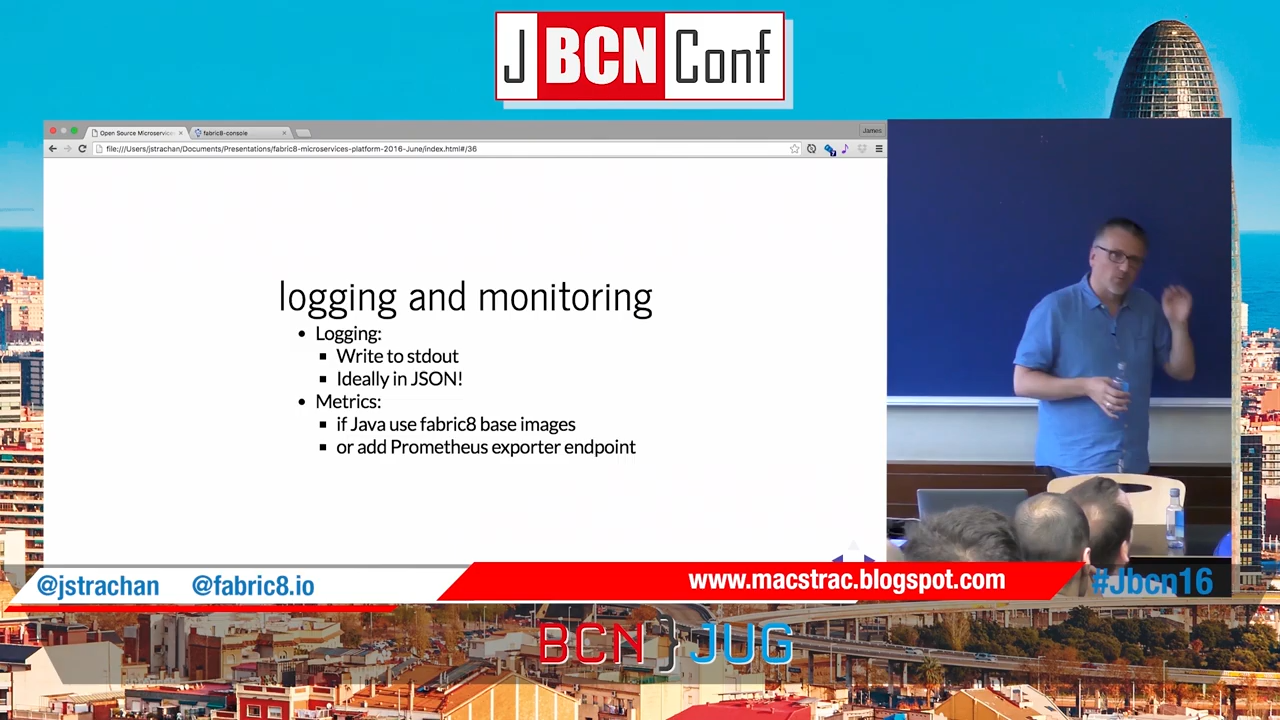 J BCN Conf
Open Source Microservice
fabric8-console
James
file:///Users/jstrachan/Documents/Presentations/fabric8-microservices-platform-2016-June/index.html#/36
logging and monitoring
Logging:
Write to stdout
Ideally in JSON!
Metrics:
if Java use fabric8 base images
or add Prometheus exporter endpoint
@jstrachan @fabric8.io
www.macstrac.blogspot.com
#Jbcn16
BCN JUG